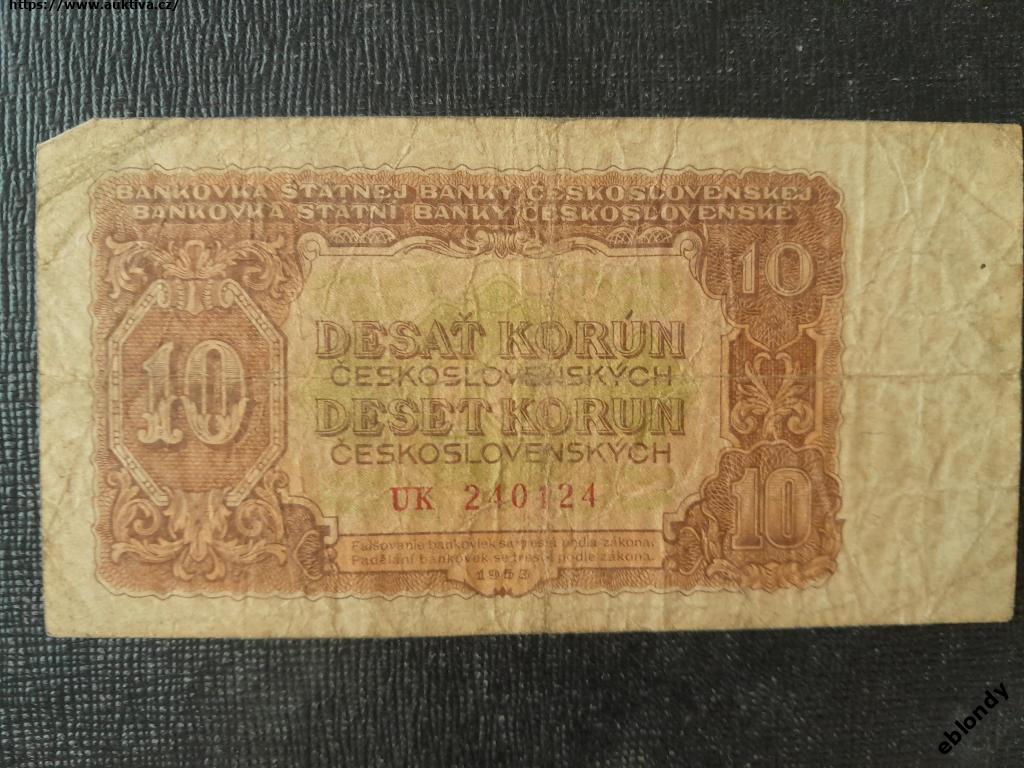 https://www.auktiva.cz/
BANKOVKA ŠTÁTNEJ BANKY ČESKOSLOVENSKEJ
BANKOVKA STÁTNÍ BANKY ČESKOSLOVENSKÉ
10
10
DESAŤ KORÚN
ČESKOSLOVENSKÝCH
DESET KORUN
ČESKOSLOVENSKÝCH
UK 240124
10
Falšovanie bankoviek sa trestá podľa zákona.
Padělání bankovek se trestá podle zákona.
1953
eblondy